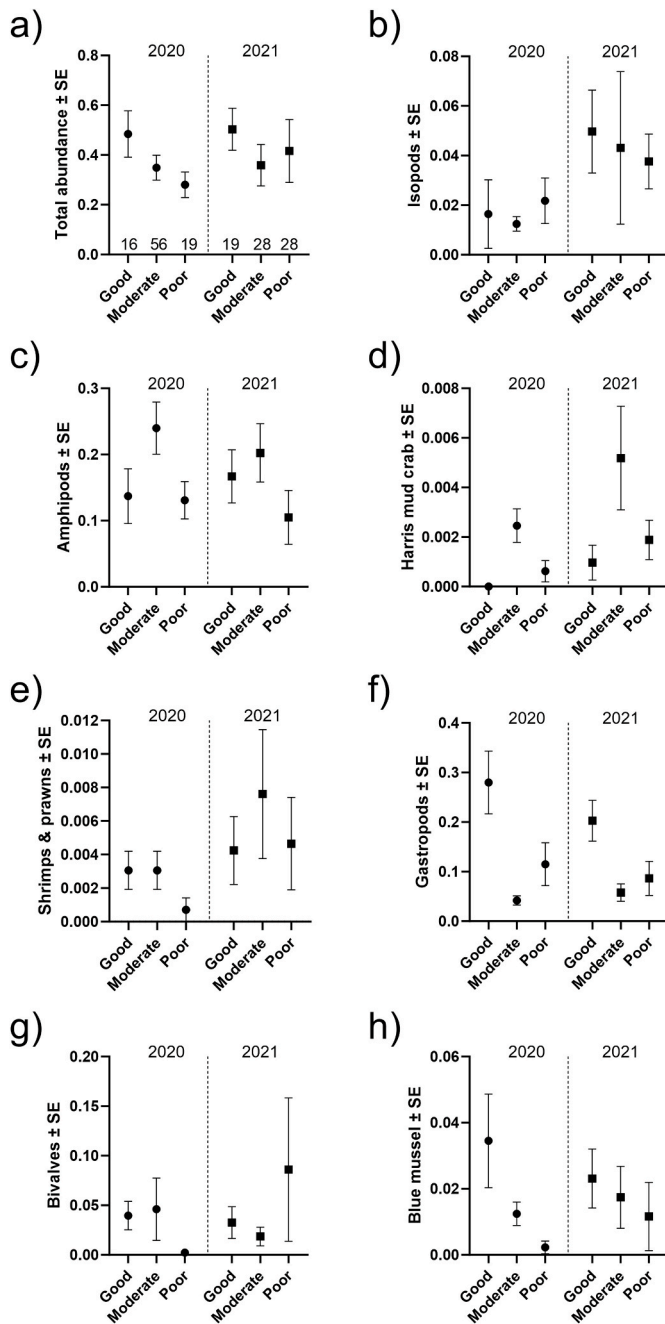 a)
2020 2021
Total abundance ± SE
0.8
0.6
0.4
0.2
0.0
16 56 19 19 28 28
Good Moderate Poor Good Moderate Poor
b)
2020 2021
Isopods ± SE
0.08
0.06
0.04
0.02
0.00
Good Moderate Poor Good Moderate Poor
c)
2020 2021
Amphipods ± SE
0.3
0.2
0.1
0.0
Good Moderate Poor Good Moderate Poor
d)
2020 2021
Harris mud crab ± SE
0.008
0.006
0.004
0.002
0.000
Good Moderate Poor Good Moderate Poor
e)
2020 2021
Shrimps & prawns ± SE
0.012
0.010
0.008
0.006
0.004
0.002
0.000
Good Moderate Poor Good Moderate Poor
f)
2020 2021
Gastropods ± SE
0.4
0.3
0.2
0.1
0.0
Good Moderate Poor Good Moderate Poor
g)
2020 2021
Bivalves ± SE
0.20
0.15
0.10
0.05
0.00
Good Moderate Poor Good Moderate Poor
h)
2020 2021
Blue mussel ± SE
0.06
0.04
0.02
0.00
Good Moderate Poor Good Moderate Poor